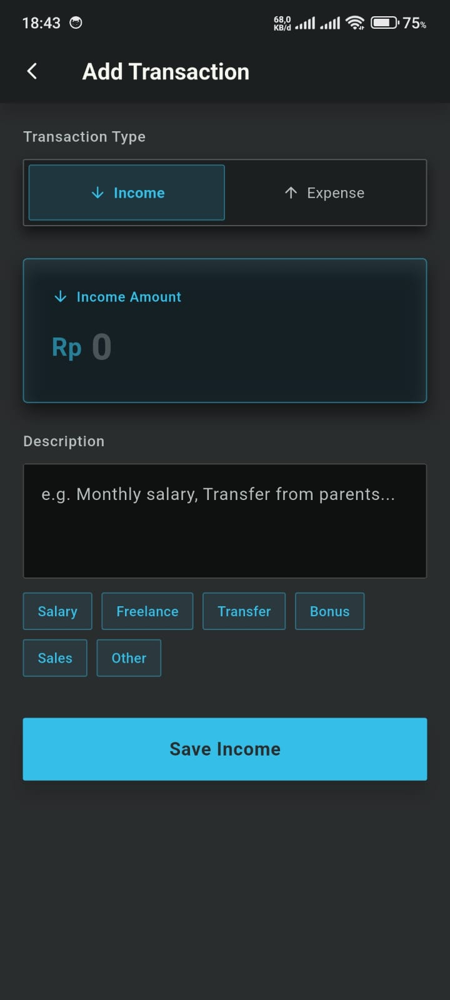 18:43 68,0 KB/d 75%
Add Transaction
Transaction Type
Income Expense
Income Amount
Rp 0
Description
e.g. Monthly salary, Transfer from parents...
Salary Freelance Transfer Bonus
Sales Other
Save Income